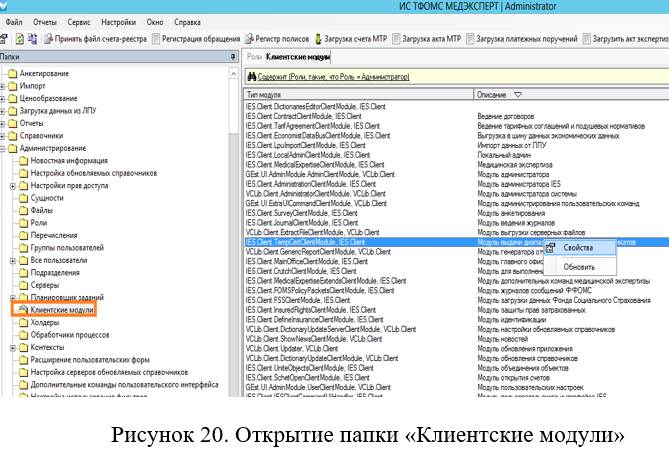 ИС ТФОМС МЕДЭКСПЕРТ | Administrator
Файл Отчеты Сервис Настройки Окно Справка
Принять файл счета-реестра Регистрация обращения Регистр полисов Загрузка счета МТР Загрузка акта МТР Загрузка платежных поручений Загрузить акт экспертиз
Папки
Анкетирование
Импорт
Ценообразование
Загрузка данных из ЛПУ
Отчеты
Справочники
Администрирование
Новостная информация
Настройка обновляемых справочников
Настройки прав доступа
Сущности
Файлы
Роли
Перечисления
Группы пользователей
Все пользователи
Подразделения
Серверы
Планировщик заданий
Клиентские модули
Холдеры
Обработчики процессов
Контексты
Расширение пользовательских форм
Настройка серверов обновляемых справочников
Дополнительные команды пользовательского интерфейса
Роли Клиентские модули
Содержит (Роли, такие, что Роль = Администратор)
Тип модуля Описание
IES.Client.DictionariesEditorClientModule, IES.Client
IES.Client.ContractClientModule, IES.Client Ведение договоров
IES.Client.TarifAgreementClientModule, IES.Client Ведение тарифных соглашений и подушевых нормативов
IES.Client.EconomistDataBusClientModule, IES.Client Выгрузка в шину данных экономических данных
IES.Client.LpuImportClientModule, IES.Client Импорт данных от ЛПУ
IES.Client.LocalAdminClientModule, IES.Client Локальный админ
IES.Client.MedicalExpertiseClientModule, IES.Client Медицинская экспертиза
GEst.UI.AdminModule.AdminClientModule, IES.Client Модуль администратора
IES.Client.AdministrationClientModule, IES.Client Модуль администратора IES
VCLib.Client.AdministratorClientModule, VCLib.Client Модуль администратора системы
GEst.UI.ExtraUICommandClientModule, VCLib.Client Модуль администрирования пользовательских команд
IES.Client.SurveyClientModule, IES.Client Модуль анкетирования
IES.Client.JournalClientModule, IES.Client Модуль ведения журналов
VCLib.Client.ExtractFileClientModule, VCLib.Client Модуль выгрузки серверных файлов
IES.Client.TempCertClientModule, IES.Client Модуль выдачи
VCLib.Client.GenericReportClientModule, VCLib.Client Модуль генератора
IES.Client.MainOfficeClientModule, IES.Client Модуль главного
IES.Client.CrutchClientModule, IES.Client Модуль для
IES.Client.MedicalExpertiseExtendsClientModule, IES.Client Модуль дополнительных команд медицинской экспертизы
IES.Client.FOMSPolicyPacketsClientModule, IES.Client Модуль журналов сообщений ФФОМС
IES.Client.FSSClientModule, IES.Client Модуль загрузки данных Фонда Социального Страхования
IES.Client.InsuredRightsClientModule, IES.Client Модуль защиты прав затрахованных
IES.Client.DefineInsuranceClientModule, IES.Client Модуль идентификации
VCLib.Client.DictionaryUpdateServerClientModule, VCLib.Client Модуль настройки обновляемых справочников
VCLib.Client.ShowNewsClientModule, VCLib.Client Модуль новостей
VCLib.Client.Updater, VCLib.Client Модуль обновления приложения
VCLib.Client.DictionaryUpdateClientModule, VCLib.Client Модуль обновления справочников
IES.Client.UniteObjectsClientModule, IES.Client Модуль объединения объектов
IES.Client.SchetOpenClientModule, IES.Client Модуль открытия счетов
GEst.UI.Admin.Module.UserClientModule, VCLib.Client Модуль пользовательских настроек
Свойства
Обновить
Рисунок 20. Открытие папки «Клиентские модули»